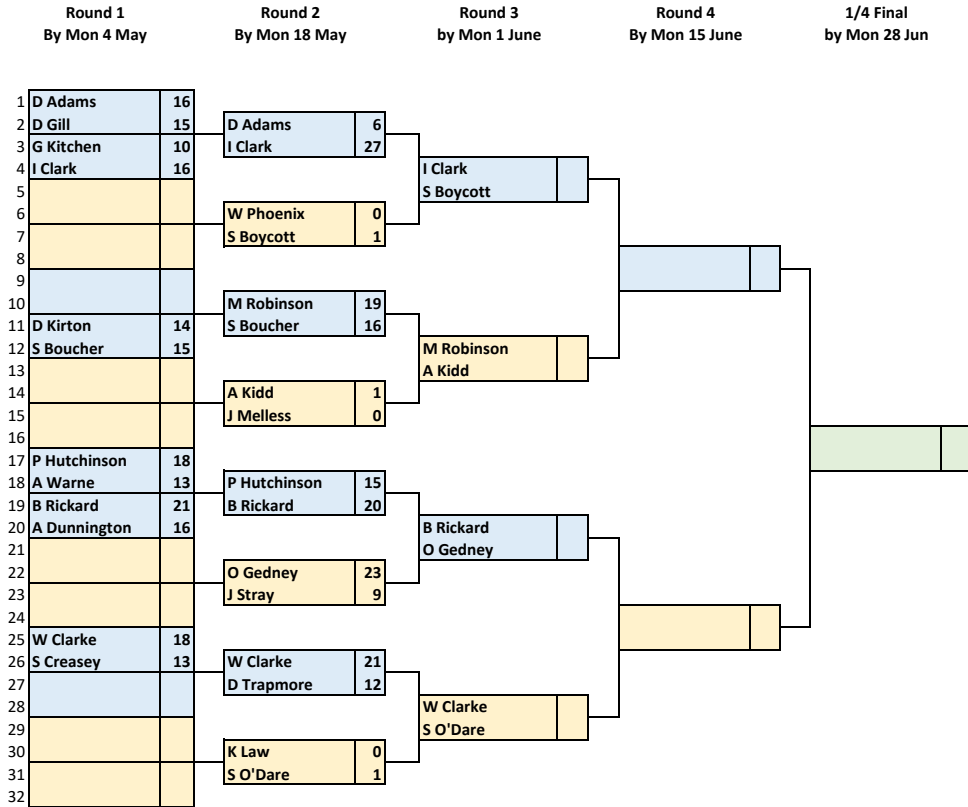 Round 1 Round 2 Round 3 Round 4 1/4 Final
By Mon 4 May By Mon 18 May by Mon 1 June By Mon 15 June by Mon 28 Jun
1 D Adams 16
2 D Gill 15 D Adams 6
3 G Kitchen 10 I Clark 27
4 I Clark 16 I Clark
5 S Boycott
6 W Phoenix 0
7 S Boycott 1
8
9
10 M Robinson 19
11 D Kirton 14 S Boucher 16
12 S Boucher 15 M Robinson
13 A Kidd
14 A Kidd 1
15 J Melless 0
16
17 P Hutchinson 18
18 A Warne 13 P Hutchinson 15
19 B Rickard 21 B Rickard 20
20 A Dunnington 16 B Rickard
21 O Gedney
22 O Gedney 23
23 J Stray 9
24
25 W Clarke 18
26 S Creasey 13 W Clarke 21
27 D Trapmore 12
28 W Clarke
29 S O'Dare
30 K Law 0
31 S O'Dare 1
32